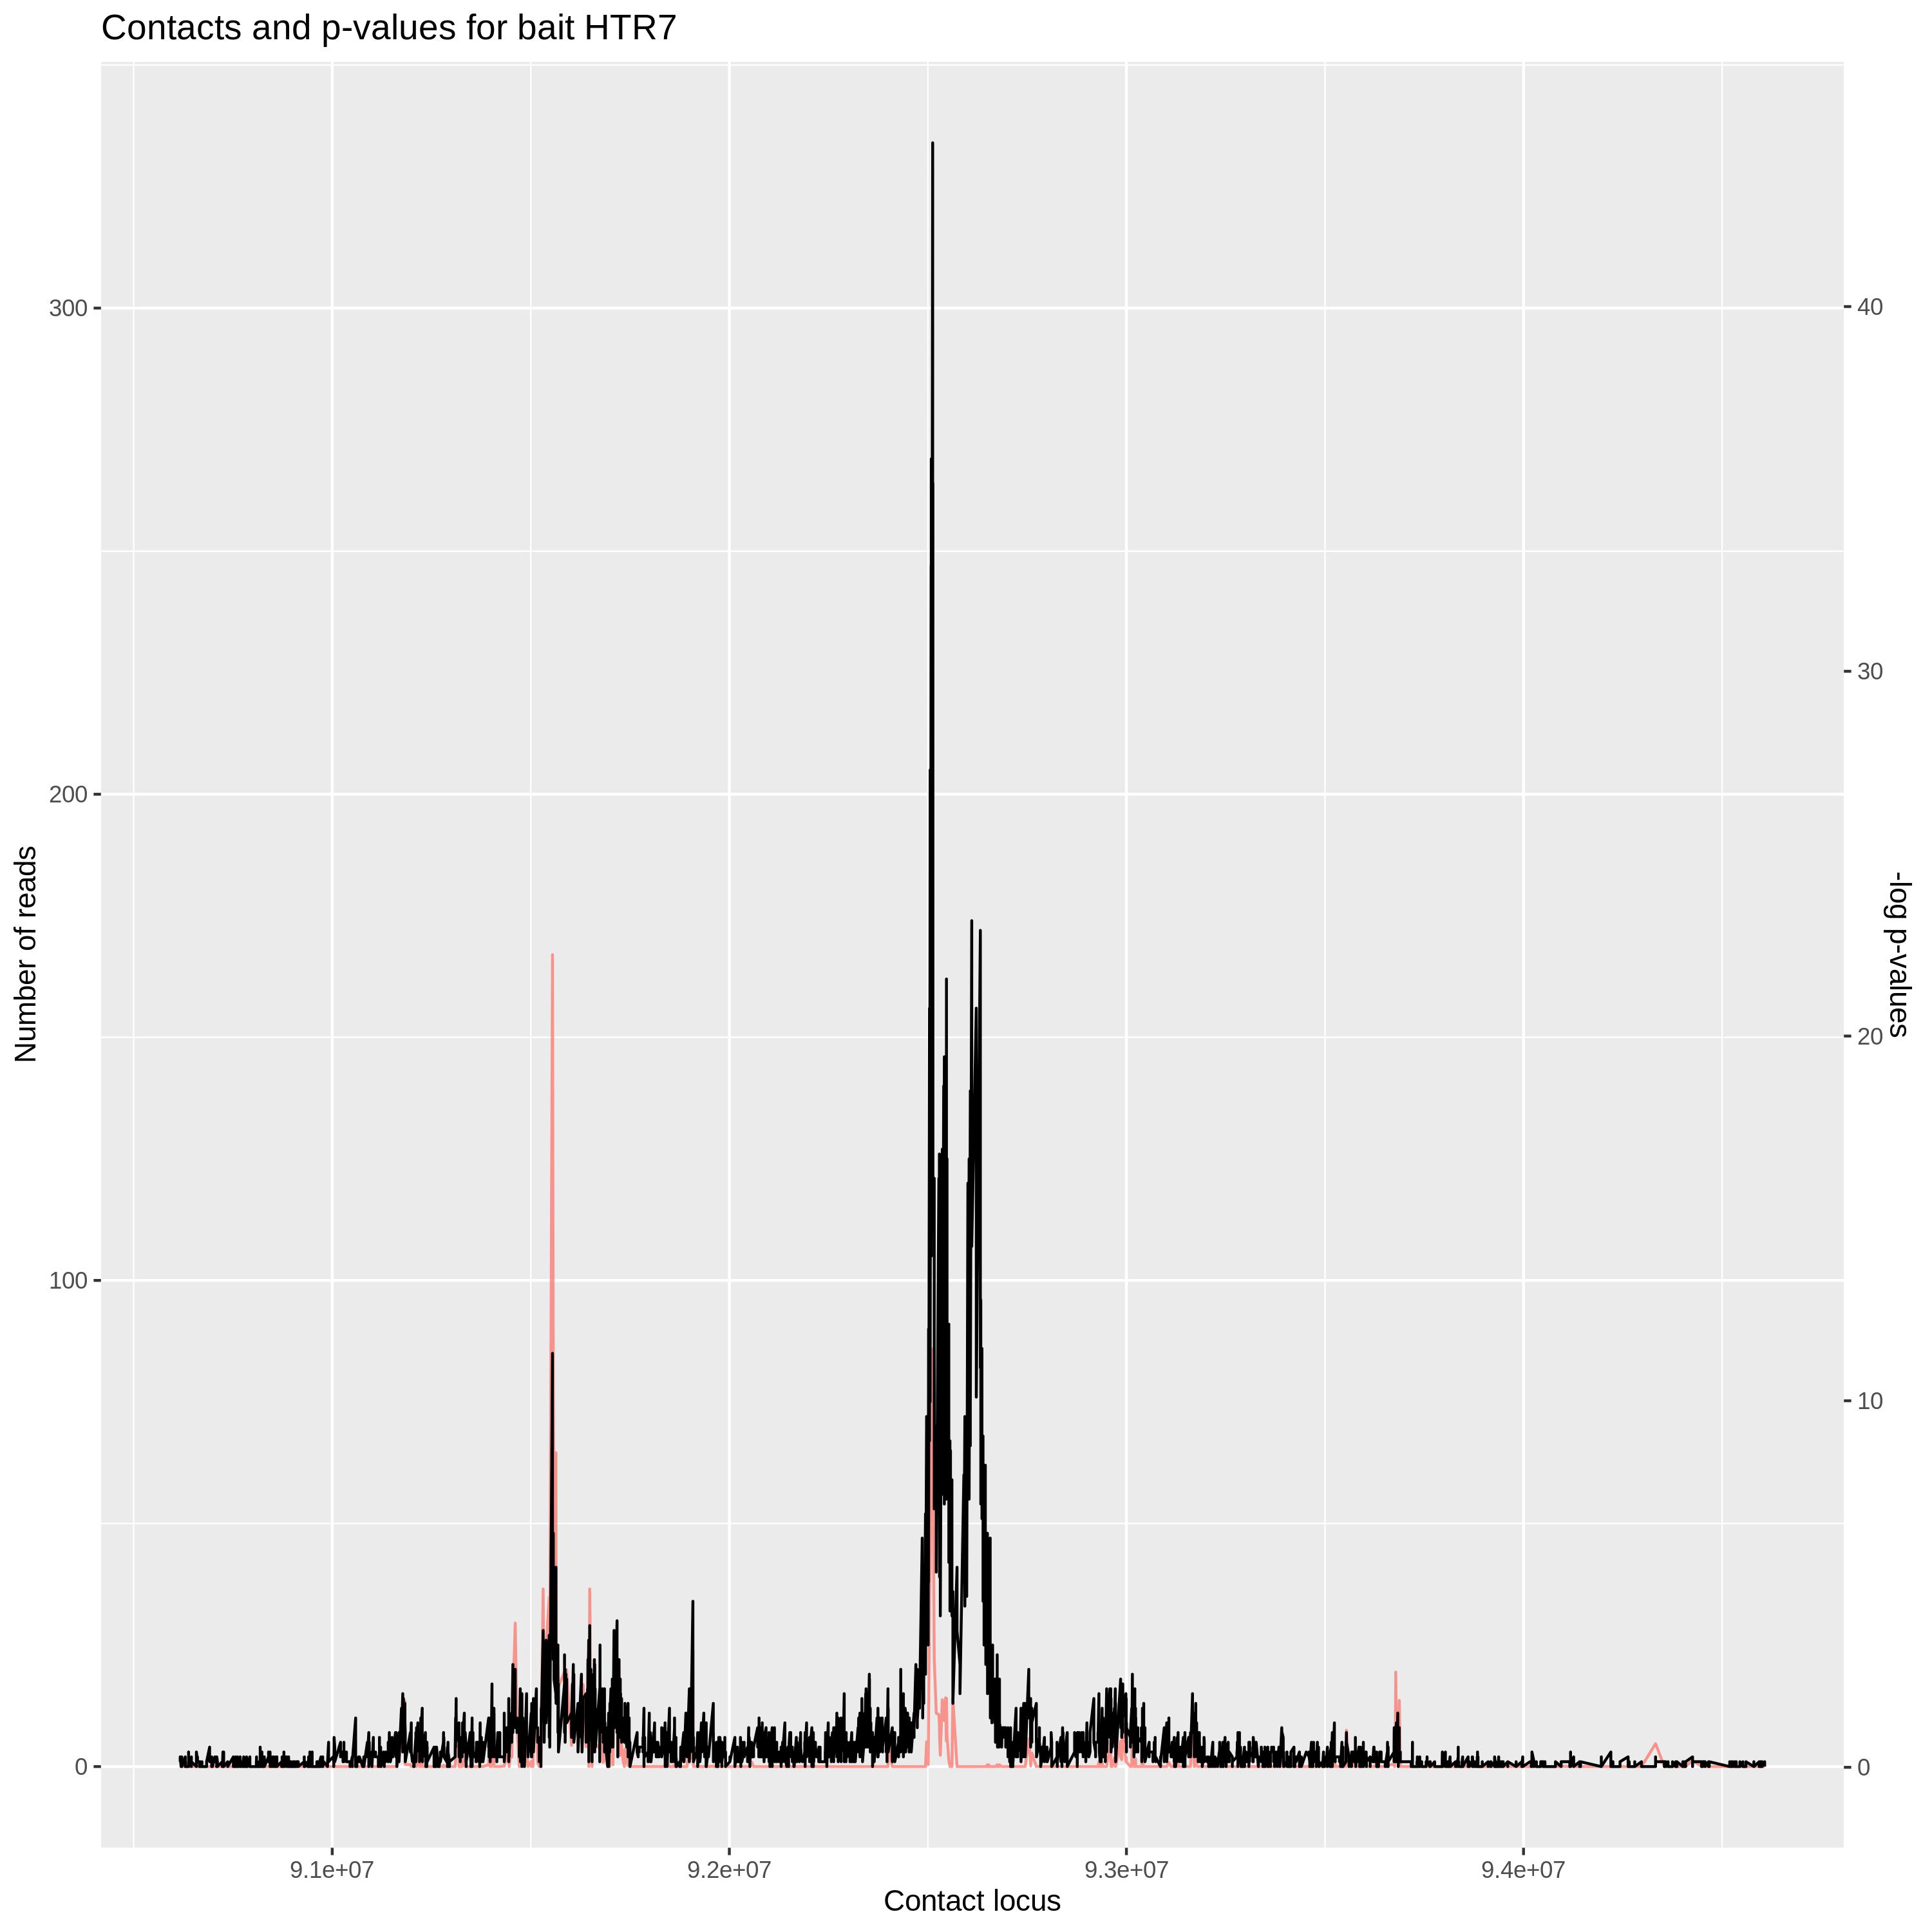 Contacts and p-values for bait HTR7
300
200
100
0
Number of reads
40
30
20
10
0
-log p-values
9.1e+07
9.2e+07
9.3e+07
9.4e+07
Contact locus